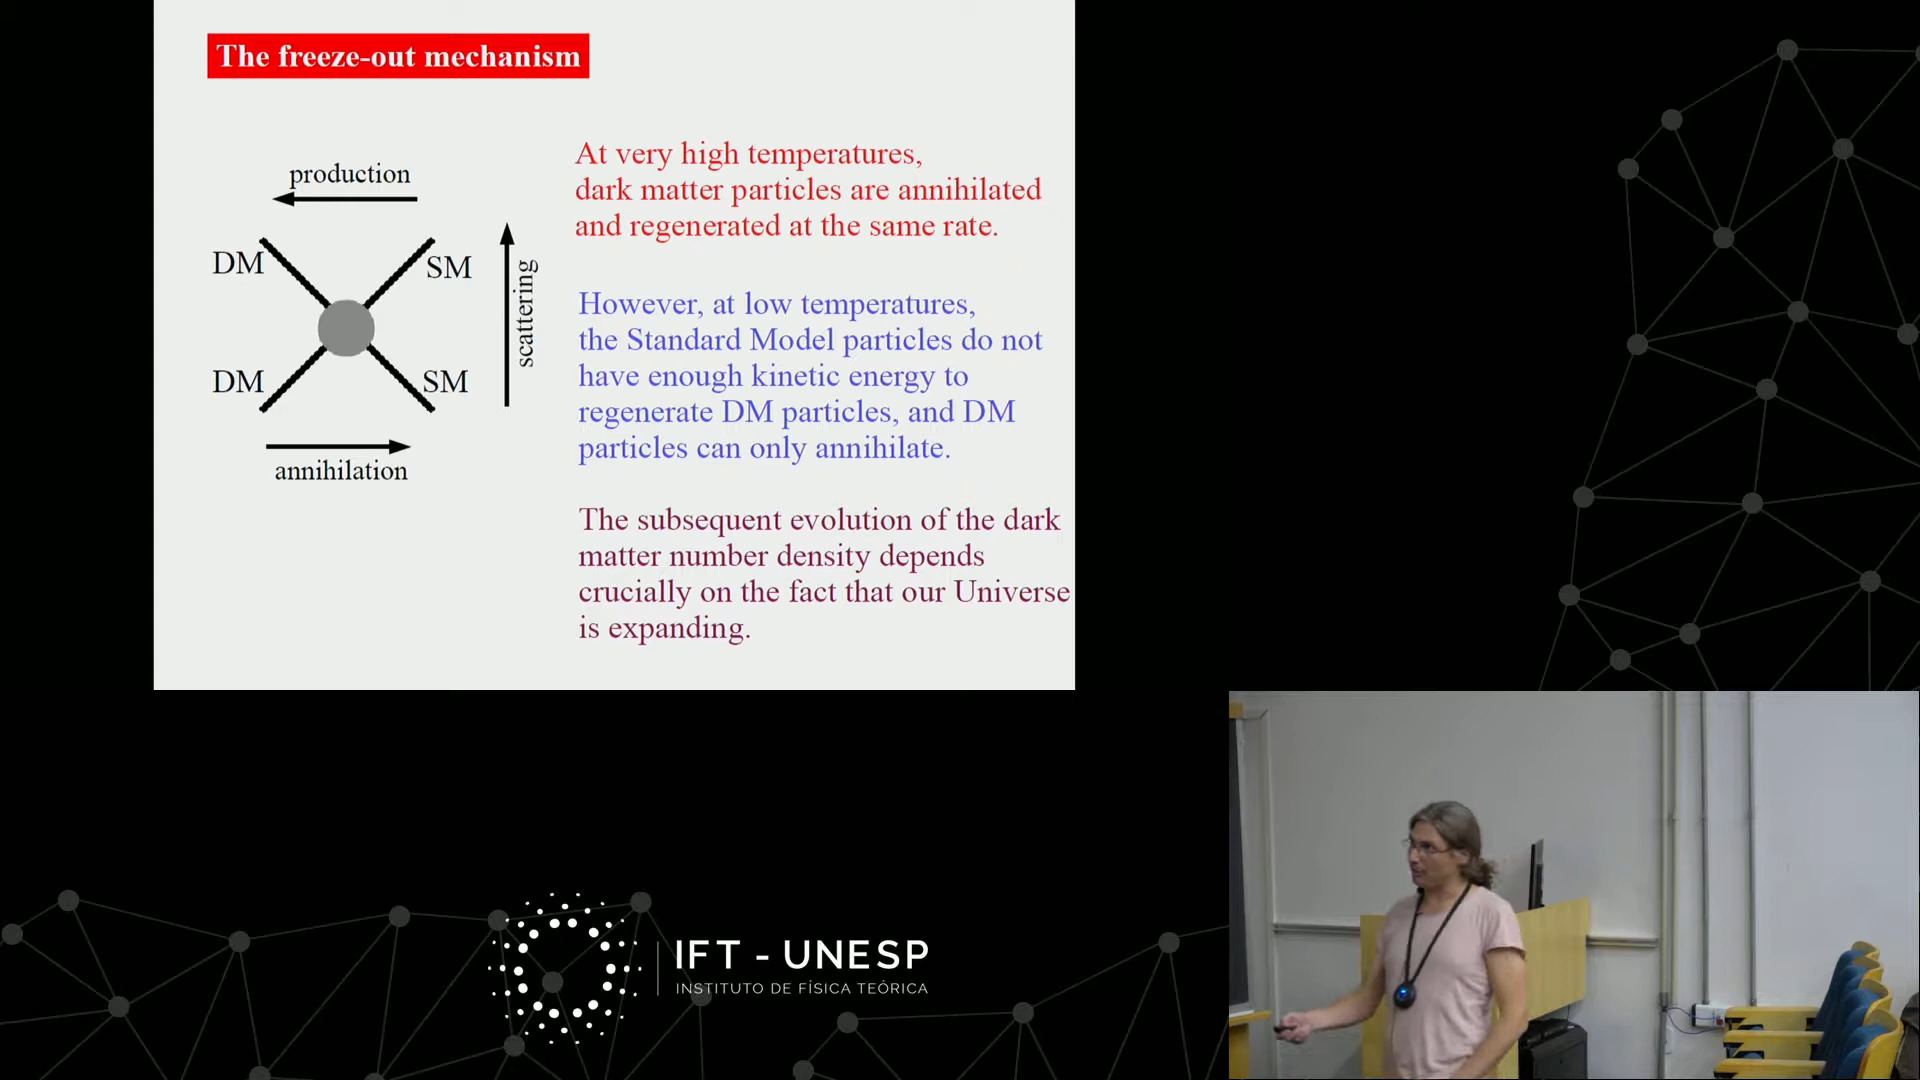 The freeze-out mechanism
production
DM
SM
scattering
DM
SM
annihilation
At very high temperatures,
dark matter particles are annihilated
and regenerated at the same rate.
However, at low temperatures,
the Standard Model particles do not
have enough kinetic energy to
regenerate DM particles, and DM
particles can only annihilate.
The subsequent evolution of the dark
matter number density depends
crucially on the fact that our Universe
is expanding.
IFT - UNESP
INSTITUTO DE FÍSICA TEÓRICA